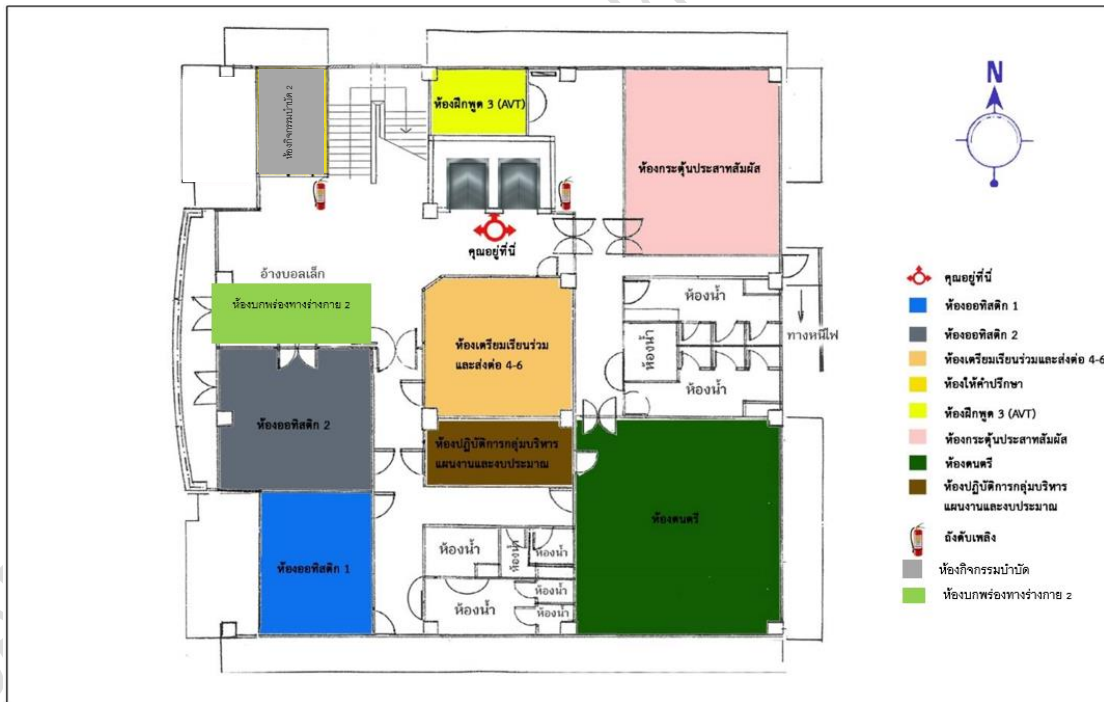 N
ห้องกิจกรรมบำบัด 2
ห้องฝึกพูด 3 (AVT)
ห้องกระตุ้นประสาทสัมผัส
คุณอยู่ที่นี่
อ่างบอลเล็ก
ห้องบกพร่องทางร่างกาย 2
ห้องเตรียมเรียนร่วม
และส่งต่อ 4-6
ห้องน้ำ
ห้องน้ำ
ห้องน้ำ
ทางหนีไฟ
ห้องออทิสติก 2
ห้องปฏิบัติการกลุ่มบริหาร
แผนงานและงบประมาณ
ห้องดนตรี
ห้องออทิสติก 1
ห้องน้ำ
ห้องน้ำ
ห้องน้ำ
ห้องน้ำ
ห้องน้ำ
ห้องน้ำ
คุณอยู่ที่นี่
ห้องออทิสติก 1
ห้องออทิสติก 2
ห้องเตรียมเรียนร่วมและส่งต่อ 4-6
ห้องให้คำปรึกษา
ห้องฝึกพูด 3 (AVT)
ห้องกระตุ้นประสาทสัมผัส
ห้องดนตรี
ห้องปฏิบัติการกลุ่มบริหาร
แผนงานและงบประมาณ
ถังดับเพลิง
ห้องกิจกรรมบำบัด
ห้องบกพร่องทางร่างกาย 2